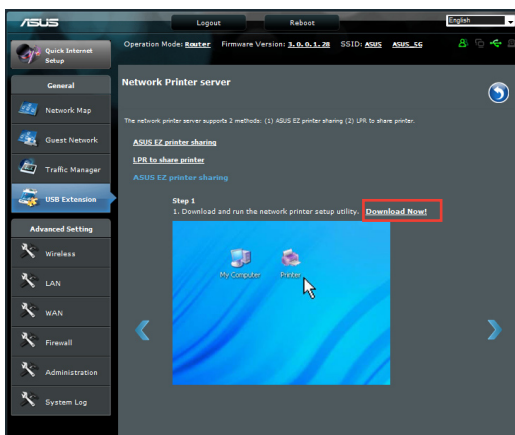 ASUS
Logout
Reboot
English
Quick Internet
Setup
Operation Mode: Router Firmware Version: 3.0.0.1.28 SSID: ASUS ASUS_5G
General
Network Map
Guest Network
Traffic Manager
USB Extension
Advanced Setting
Wireless
LAN
WAN
Firewall
Administration
System Log
Network Printer server
The network printer server supports 2 methods: (1) ASUS EZ printer sharing (2) LPR to share printer.
ASUS EZ printer sharing
LPR to share printer
ASUS EZ printer sharing
Step 1
1. Download and run the network printer setup utility. Download Now!
My Computer
Printer